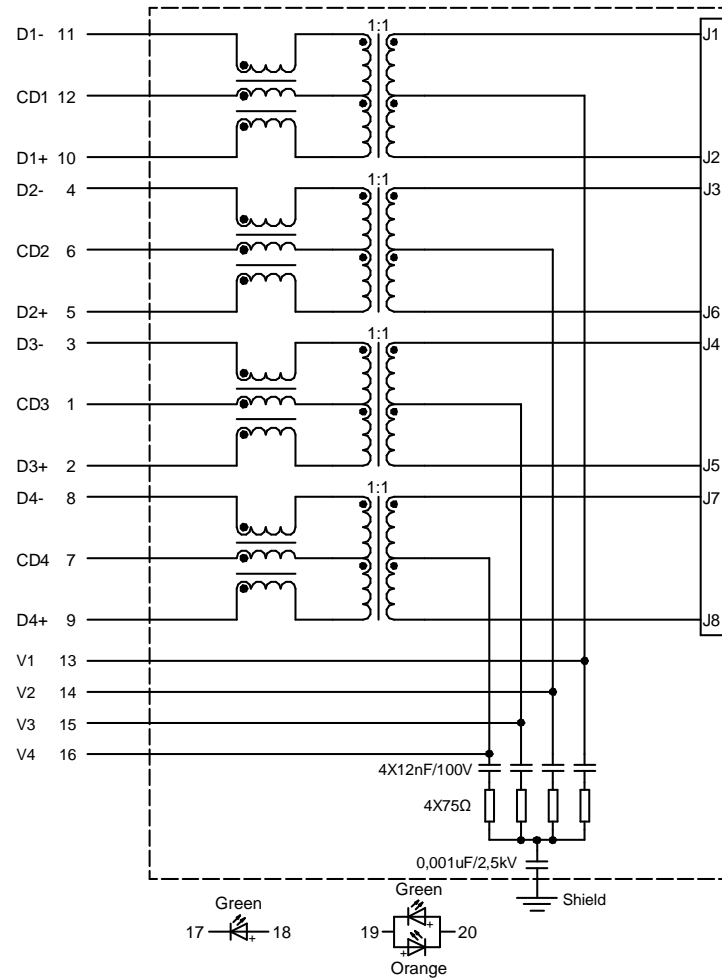 1:1
D1- 11 J1
CD1 12
D1+ 10 J2
1:1
D2- 4 J3
CD2 6
D2+ 5 J6
1:1
D3- 3 J4
CD3 1
D3+ 2 J5
1:1
D4- 8 J7
CD4 7
D4+ 9 J8
V1 13
V2 14
V3 15
V4 16
4X12nF/100V
4X75Ω
0,001uF/2,5kV
Shield
Green
17 + 18
Green
19 + 20
+
Orange